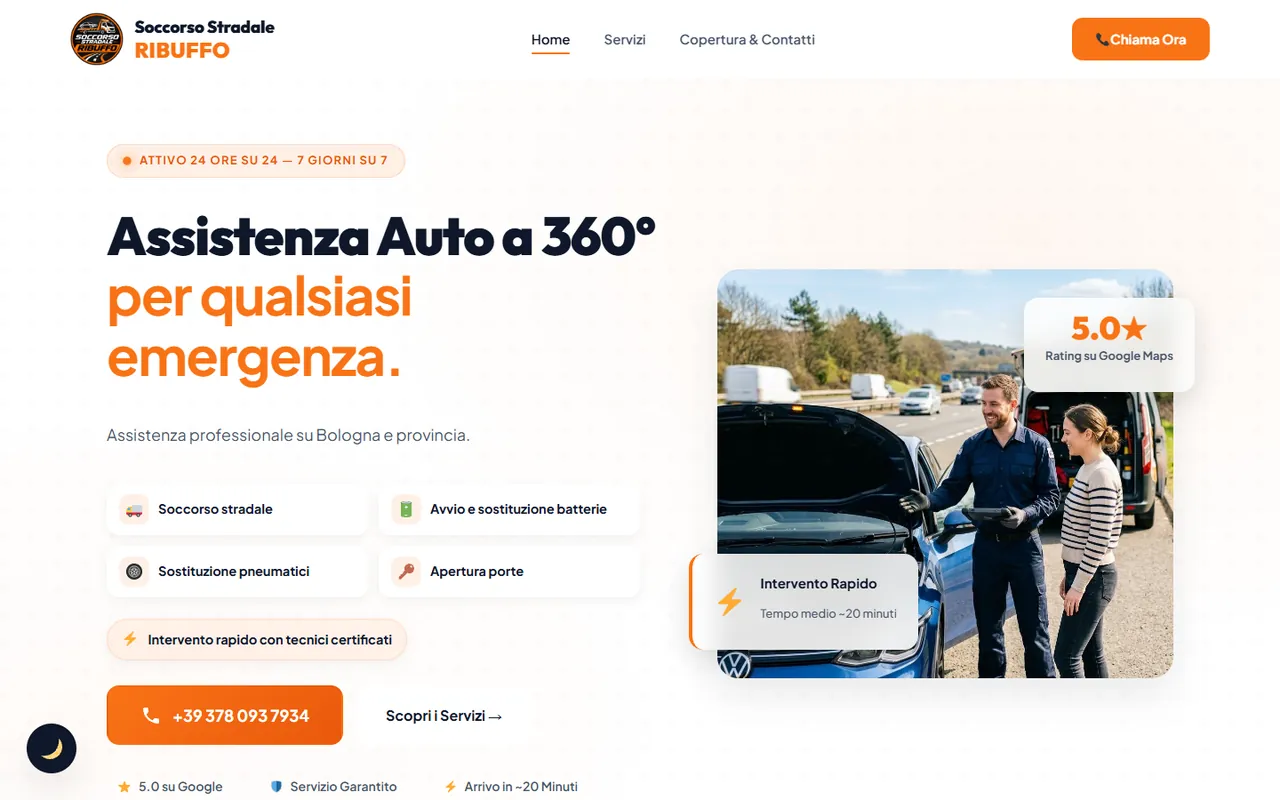 SOCCORSO
STRADALE
RIBUFFO
Soccorso Stradale
RIBUFFO
Home
Servizi
Copertura & Contatti
📞Chiama Ora
ATTIVO 24 ORE SU 24 — 7 GIORNI SU 7
Assistenza Auto a 360°
per qualsiasi
emergenza.
Assistenza professionale su Bologna e provincia.
Soccorso stradale
Avvio e sostituzione batterie
Sostituzione pneumatici
Apertura porte
⚡ Intervento rapido con tecnici certificati
+39 378 093 7934
Scopri i Servizi →
⭐ 5.0 su Google
Servizio Garantito
⚡ Arrivo in ~20 Minuti
5.0★
Rating su Google Maps
Intervento Rapido
Tempo medio ~20 minuti